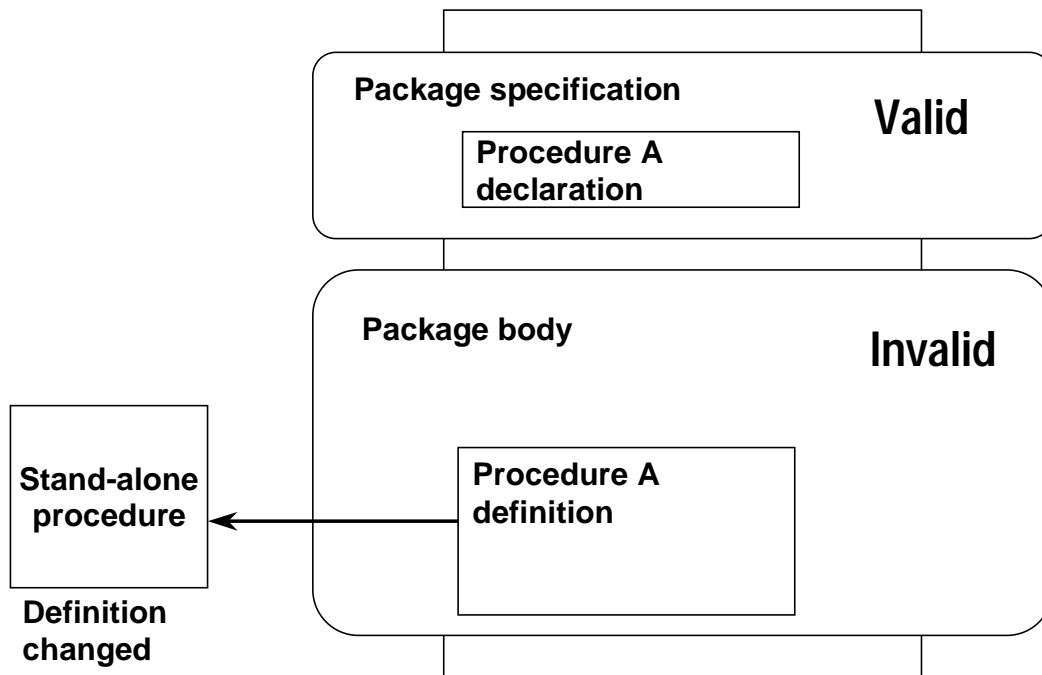 Package specification
Valid
Procedure A
declaration
Package body
Invalid
Stand-alone
procedure
Procedure A
definition
Definition
changed